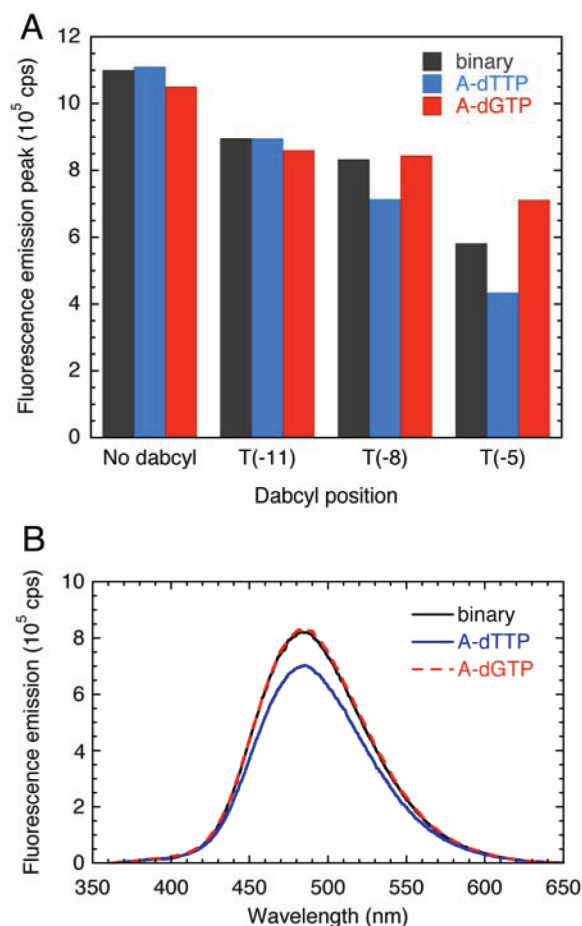 A
Fluorescence emission peak (10⁵ cps)
12
10
8
6
4
2
0
binary
A-dTTP
A-dGTP
No dabcyl T(-11) T(-8) T(-5)
Dabcyl position
B
Fluorescence emission (10⁵ cps)
10
8
6
4
2
0
binary
A-dTTP
A-dGTP
350 400 450 500 550 600 650
Wavelength (nm)